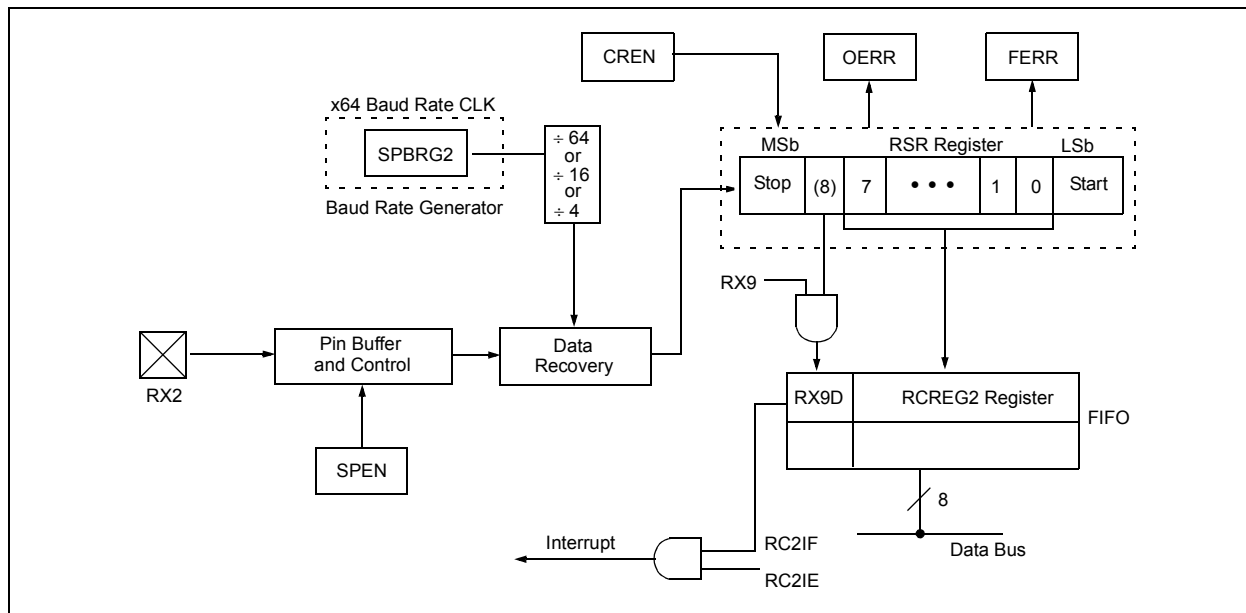 CREN
OERR
FERR
x64 Baud Rate CLK
SPBRG2
Baud Rate Generator
÷ 64
or
÷ 16
or
÷ 4
MSb
RSR Register
LSb
Stop
(8)
7
• • •
1
0
Start
RX9
RX2
Pin Buffer
and Control
Data
Recovery
SPEN
RX9D
RCREG2 Register
FIFO
8
Data Bus
Interrupt
RC2IF
RC2IE